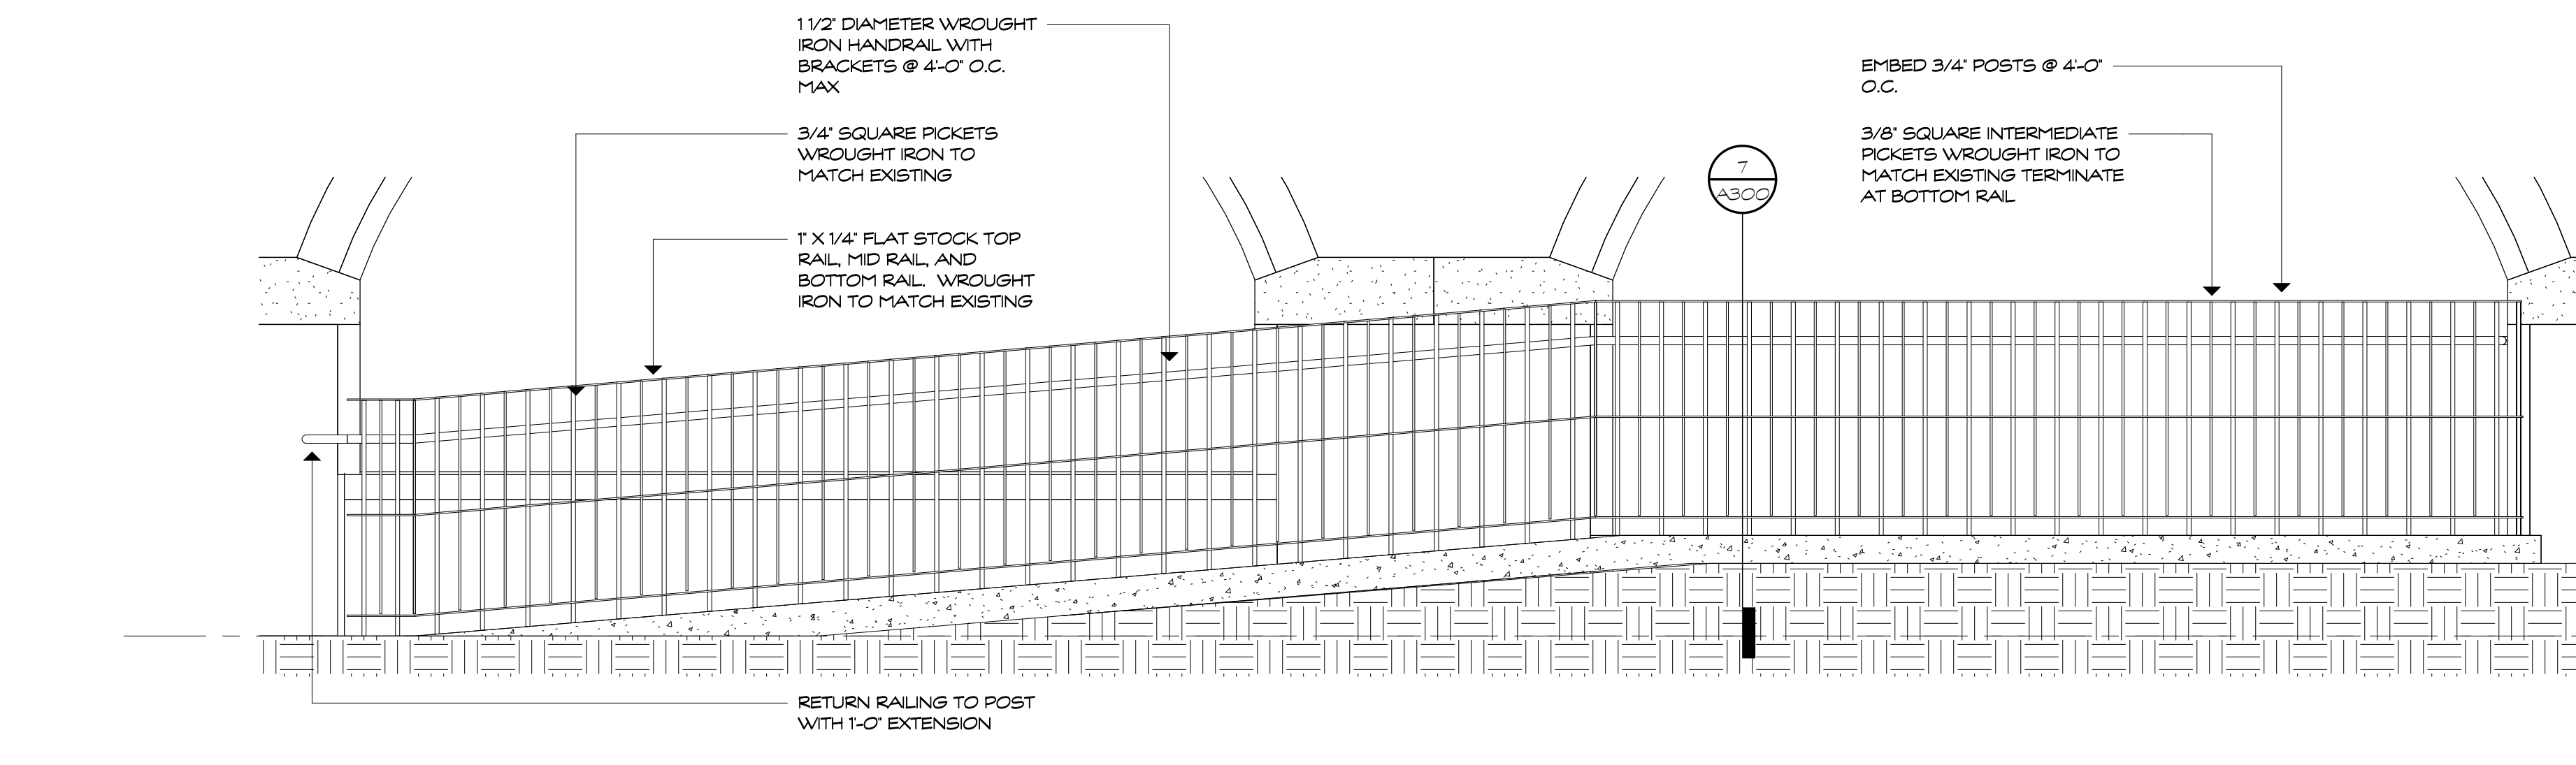 1 1/2" DIAMETER WROUGHT
IRON HANDRAIL WITH
BRACKETS @ 4'-0" O.C.
MAX
3/4" SQUARE PICKETS
WROUGHT IRON TO
MATCH EXISTING
1" X 1/4" FLAT STOCK TOP
RAIL, MID RAIL, AND
BOTTOM RAIL. WROUGHT
IRON TO MATCH EXISTING
EMBED 3/4" POSTS @ 4'-0"
O.C.
3/8" SQUARE INTERMEDIATE
PICKETS WROUGHT IRON TO
MATCH EXISTING TERMINATE
AT BOTTOM RAIL
7
A300
RETURN RAILING TO POST
WITH 1'-0" EXTENSION